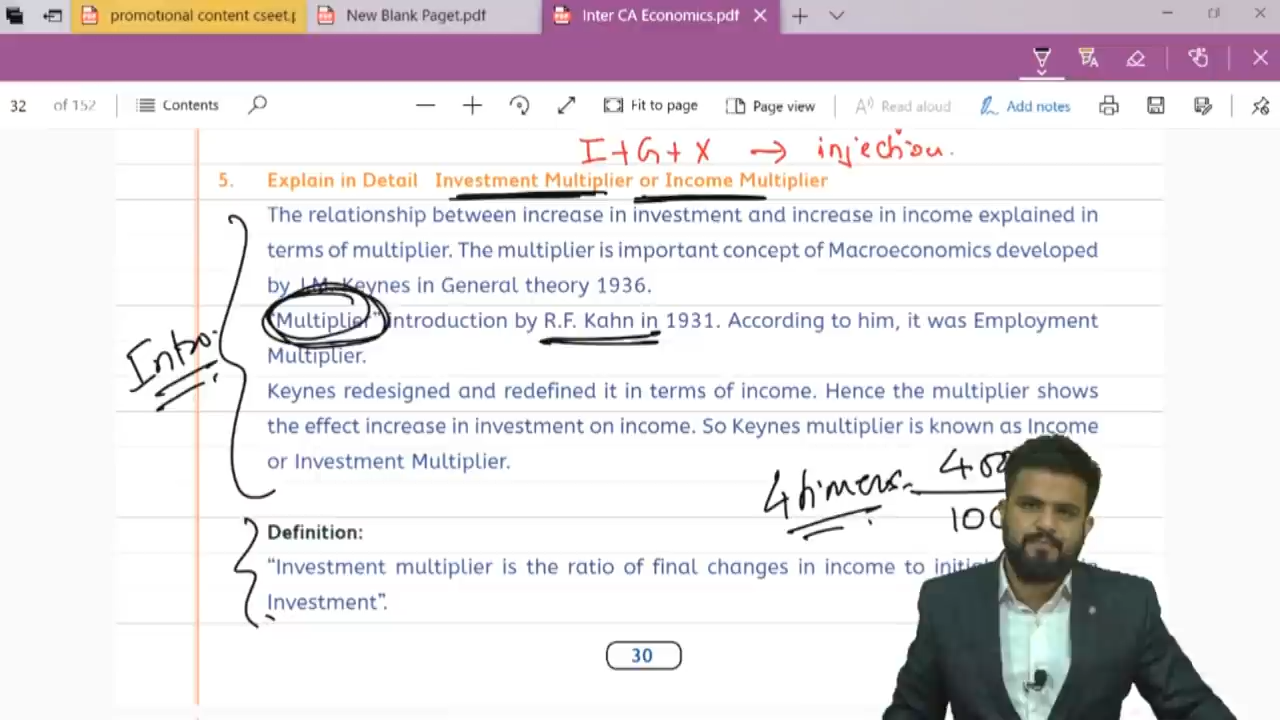 promotional content cseet.p
New Blank Paget.pdf
Inter CA Economics.pdf
32 of 152
Contents
Fit to page
Page view
Read aloud
Add notes
I+G+X → injection.
5. Explain in Detail Investment Multiplier or Income Multiplier
The relationship between increase in investment and increase in income explained in
terms of multiplier. The multiplier is important concept of Macroeconomics developed
by J.M. Keynes in General theory 1936.
"Multiplier" introduction by R.F. Kahn in 1931. According to him, it was Employment
Multiplier.
Intro.
Keynes redesigned and redefined it in terms of income. Hence the multiplier shows
the effect increase in investment on income. So Keynes multiplier is known as Income
or Investment Multiplier.
4 times.
Definition:
"Investment multiplier is the ratio of final changes in income to
Investment".
30